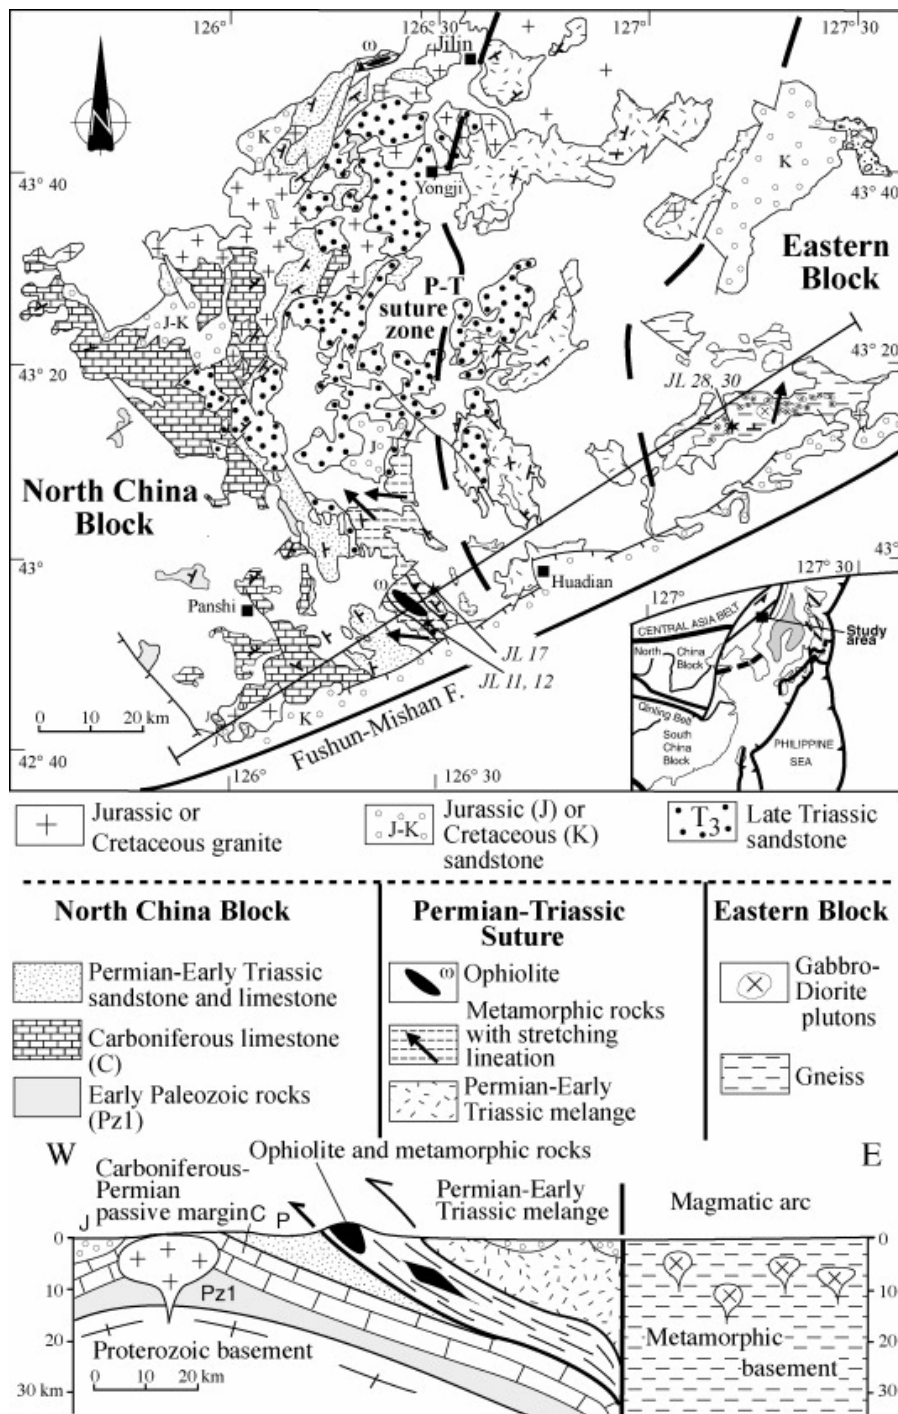 126°
126° 30
127°
127° 30
ω
Jilin
N
K
K
43° 40
Yongji
43° 40
Eastern
Block
P-T
suture
zone
J-K
43° 20
43° 20
JL 28, 30
J
North China
Block
43°
43°
ω
Huadian
Panshi
127°
127° 30
CENTRAL ASIA BELT
Study
area
North
China
Block
JL 17
JL 11, 12
0 10 20 km
J
K
Fushun-Mishan F.
Qinling Belt
South
China
Block
PHILIPPINE
SEA
42° 40
126°
126° 30
Jurassic or
Cretaceous granite
J-K
Jurassic (J) or
Cretaceous (K)
sandstone
T3
Late Triassic
sandstone
North China Block
Permian-Early Triassic
sandstone and limestone
Carboniferous limestone
(C)
Early Paleozoic rocks
(Pz1)
Permian-Triassic
Suture
ω
Ophiolite
Metamorphic rocks
with stretching
lineation
Permian-Early
Triassic melange
Eastern Block
Gabbro-
Diorite
plutons
Gneiss
W
E
Ophiolite and metamorphic rocks
Carboniferous-
Permian
passive margin
Permian-Early
Triassic melange
Magmatic arc
J
C
P
0
10
20
30 km
Pz1
Proterozoic basement
0 10 20 km
Metamorphic
basement
0
10
20
30